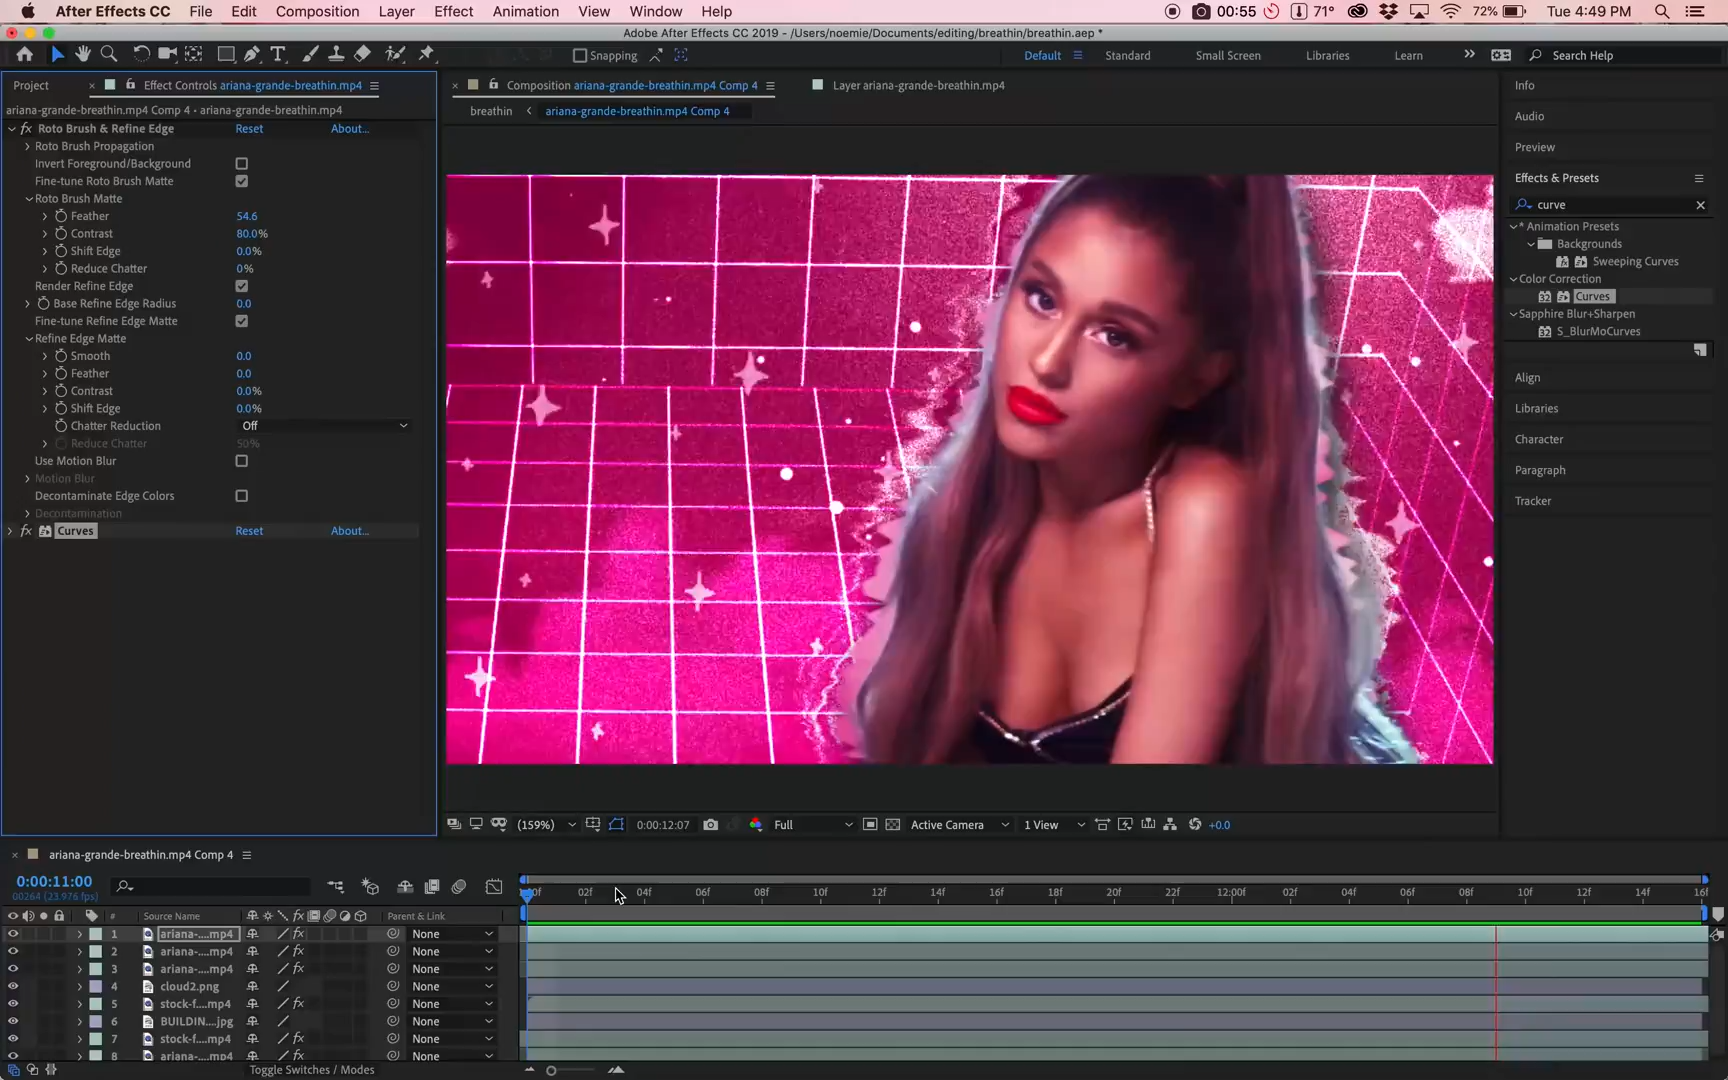 After Effects CC File Edit Composition Layer Effect Animation View Window Help 00:55 71° 72% Tue 4:49 PM
Adobe After Effects CC 2019 - /Users/noemie/Documents/editing/breathin/breathin.aep *
Snapping Default Standard Small Screen Libraries Learn Search Help
Project Effect Controls ariana-grande-breathin.mp4
ariana-grande-breathin.mp4 Comp 4 • ariana-grande-breathin.mp4
fx Roto Brush & Refine Edge Reset About...
Roto Brush Propagation
Invert Foreground/Background
Fine-tune Roto Brush Matte
Roto Brush Matte
Feather 54.6
Contrast 80.0%
Shift Edge 0.0%
Reduce Chatter 0%
Render Refine Edge
Base Refine Edge Radius 0.0
Fine-tune Refine Edge Matte
Refine Edge Matte
Smooth 0.0
Feather 0.0
Contrast 0.0%
Shift Edge 0.0%
Chatter Reduction Off
Reduce Chatter 50%
Use Motion Blur
Motion Blur
Decontaminate Edge Colors
Decontamination
fx Curves Reset About...
Composition ariana-grande-breathin.mp4 Comp 4 Layer ariana-grande-breathin.mp4
breathin ariana-grande-breathin.mp4 Comp 4
(159%) 0:00:12:07 Full Active Camera 1 View +0.0
Info
Audio
Preview
Effects & Presets
curve
* Animation Presets
Backgrounds
Sweeping Curves
Color Correction
32 Curves
Sapphire Blur+Sharpen
32 S_BlurMoCurves
Align
Libraries
Character
Paragraph
Tracker
ariana-grande-breathin.mp4 Comp 4
0:00:11:00
00264 (23.976 fps)
02f 04f 06f 08f 10f 12f 14f 16f 18f 20f 22f 12:00f 02f 04f 06f 08f 10f 12f 14f 16f
# Source Name fx Parent & Link
1 ariana-....mp4 fx None
2 ariana-....mp4 fx None
3 ariana-....mp4 fx None
4 cloud2.png None
5 stock-f....mp4 fx None
6 BUILDIN....jpg None
7 stock-f....mp4 fx None
8 ariana-....mp4 fx None
Toggle Switches / Modes